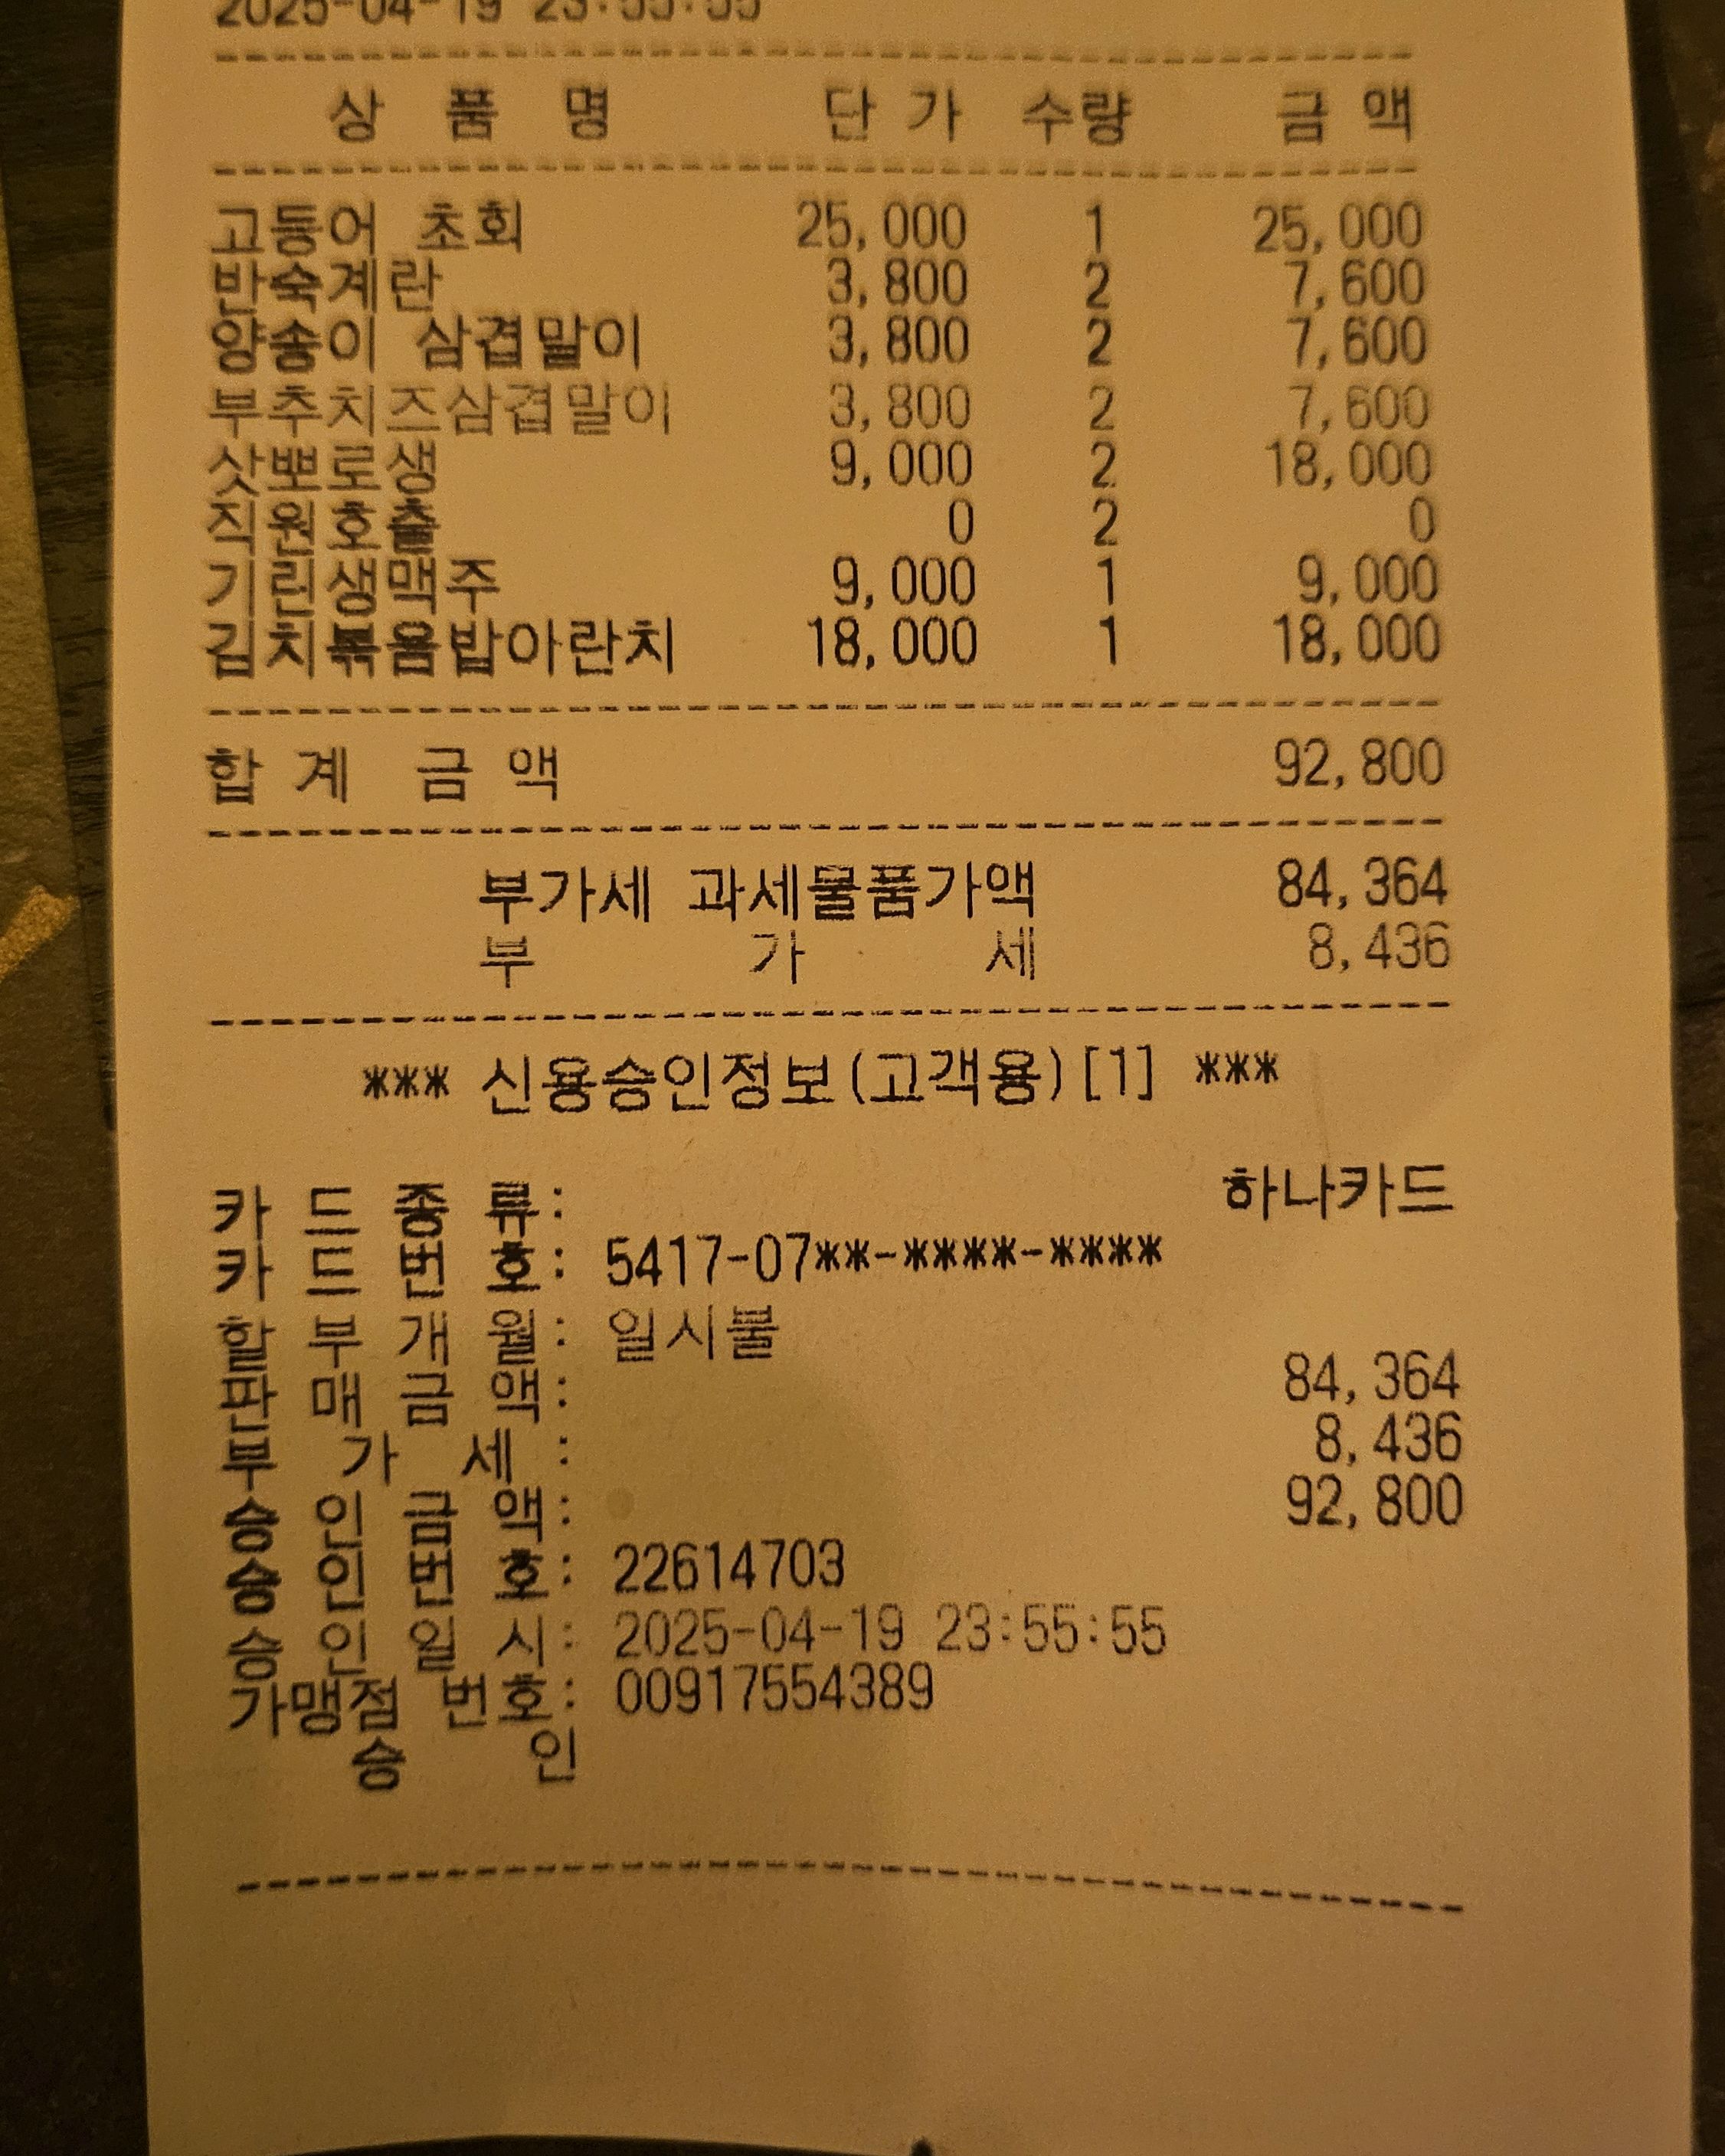 2025-04-19 23:55:55
상 품 명 단 가 수량 금 액
고등어 초회 25,000 1 25,000
반숙계란 3,800 2 7,600
양송이 삼겹말이 3,800 2 7,600
부추치즈삼겹말이 3,800 2 7,600
삿뽀로생 9,000 2 18,000
직원호출 0 2 0
기린생맥주 9,000 1 9,000
김치볶음밥아란치 18,000 1 18,000
합 계 금 액 92,800
부가세 과세물품가액 84,364
부 가 세 8,436
*** 신용승인정보(고객용)[1] ***
카 드 종 류: 하나카드
카 드 번 호: 5417-07**-****-****
할 부 개 월: 일시불
판 매 금 액: 84,364
부 가 세 : 8,436
승 인 금 액: 92,800
승 인 번 호: 22614703
승 인 일 시: 2025-04-19 23:55:55
가맹점 번호: 00917554389
승 인